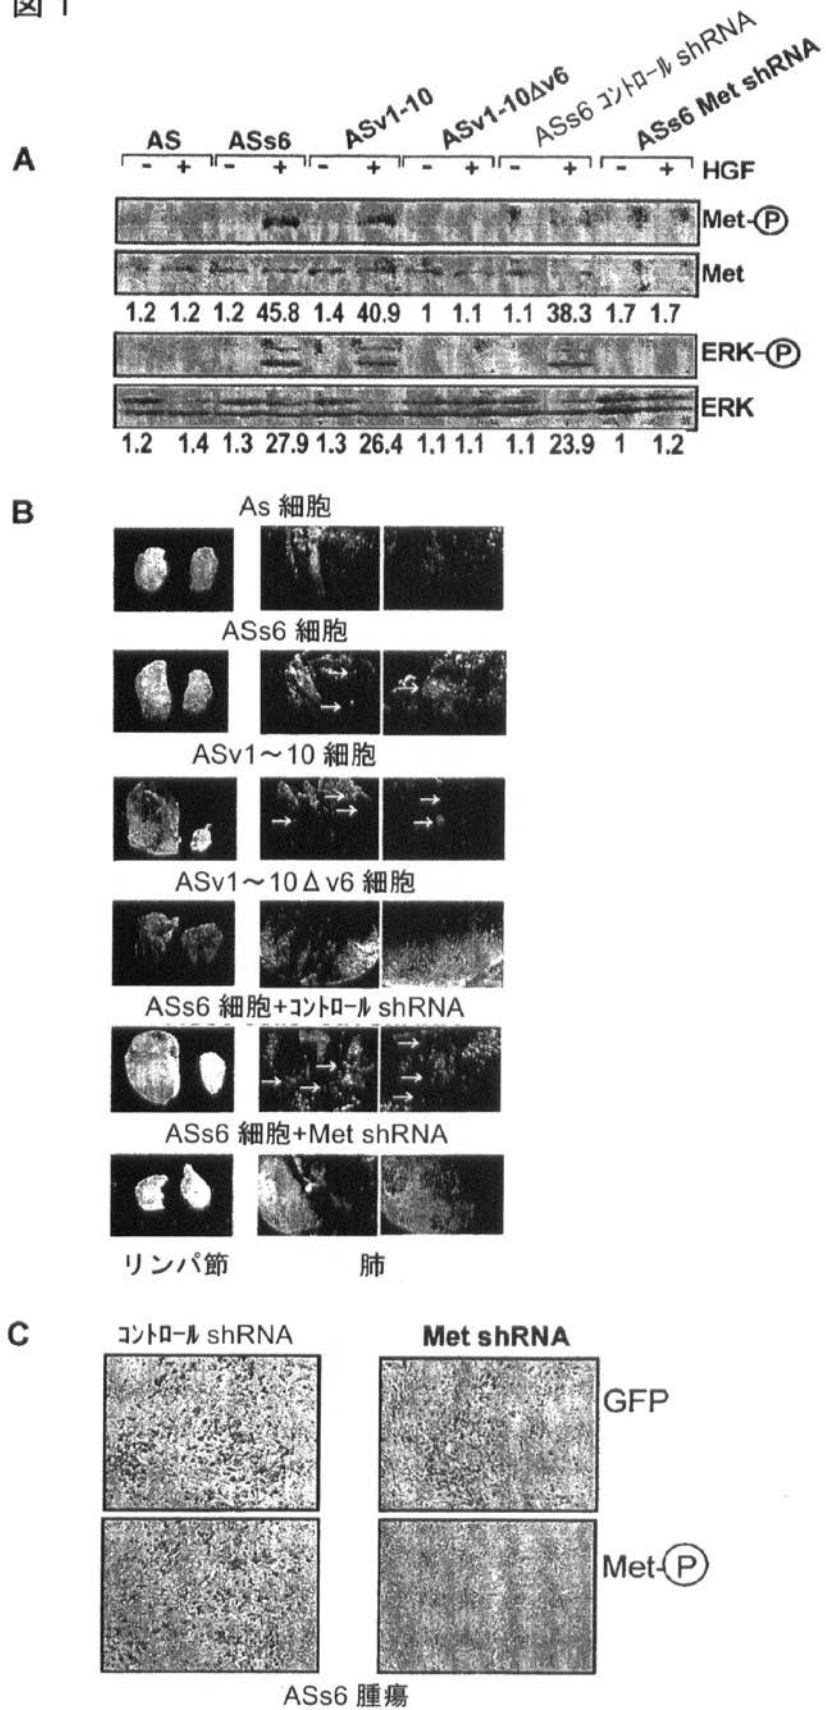 図 1
A
AS ASs6 ASv1-10 ASv1-10Δv6 ASs6 コントロール shRNA ASs6 Met shRNA
- + - + - + - + - + - + HGF
Met-Ⓟ
Met
1.2 1.2 1.2 45.8 1.4 40.9 1 1.1 1.1 38.3 1.7 1.7
ERK-Ⓟ
ERK
1.2 1.4 1.3 27.9 1.3 26.4 1.1 1.1 1.1 23.9 1 1.2
B
As 細胞
ASs6 細胞
ASv1～10 細胞
ASv1～10Δv6 細胞
ASs6 細胞+コントロール shRNA
ASs6 細胞+Met shRNA
リンパ節 肺
C
コントロール shRNA Met shRNA
GFP
Met-Ⓟ
ASs6 腫瘍